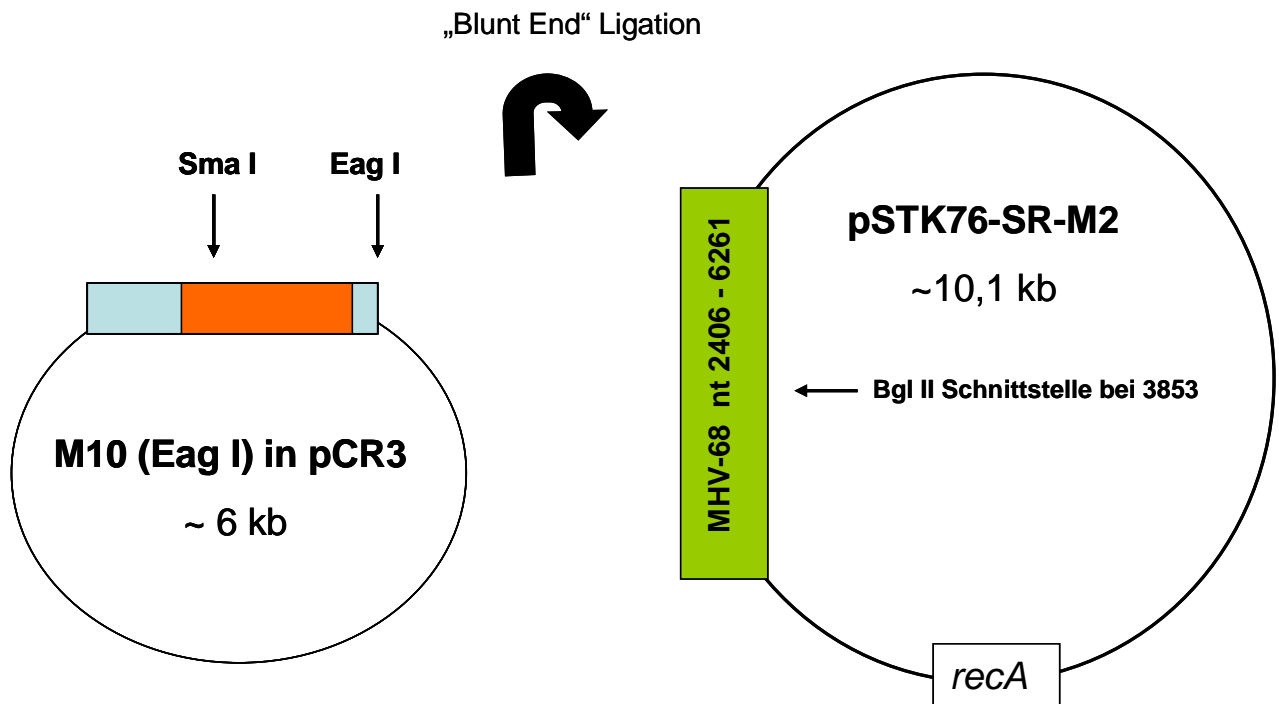 „Blunt End“ Ligation
Sma I
Eag I
M10 (Eag I) in pCR3
~ 6 kb
MHV-68 nt 2406 - 6261
pSTK76-SR-M2
~10,1 kb
Bgl II Schnittstelle bei 3853
recA